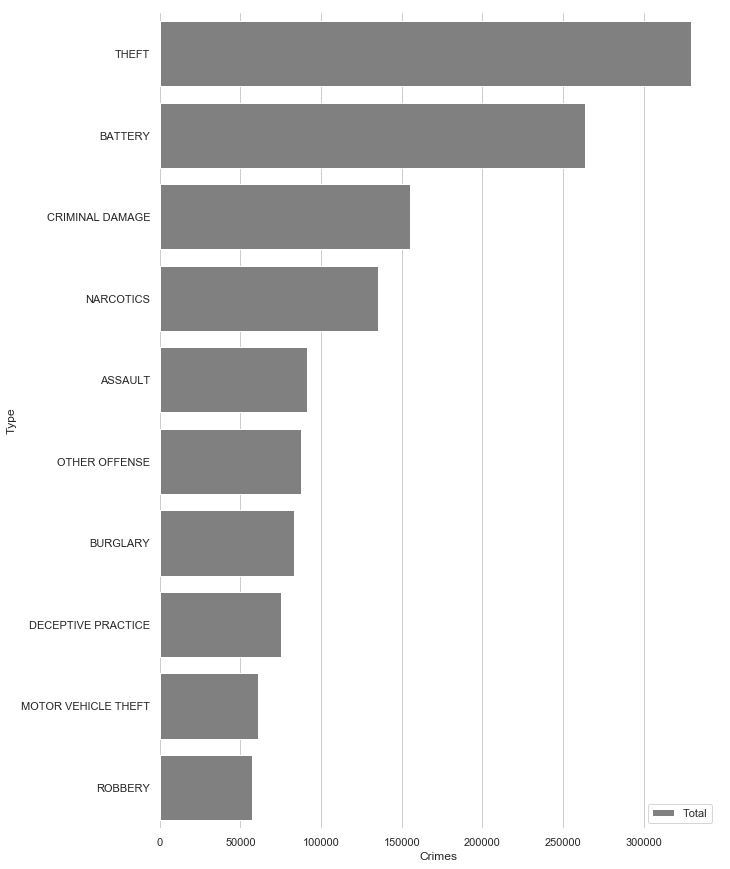 THEFT
BATTERY
CRIMINAL DAMAGE
NARCOTICS
ASSAULT
Type
OTHER OFFENSE
BURGLARY
DECEPTIVE PRACTICE
MOTOR VEHICLE THEFT
ROBBERY
Total
0 50000 100000 150000 200000 250000 300000
Crimes